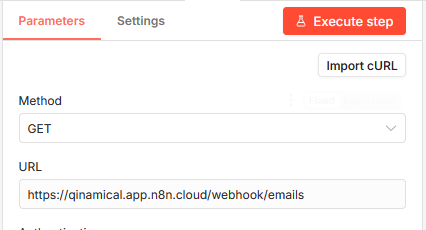 Parameters
Settings
Execute step
Import cURL
Method
GET
URL
https://qinamical.app.n8n.cloud/webhook/emails